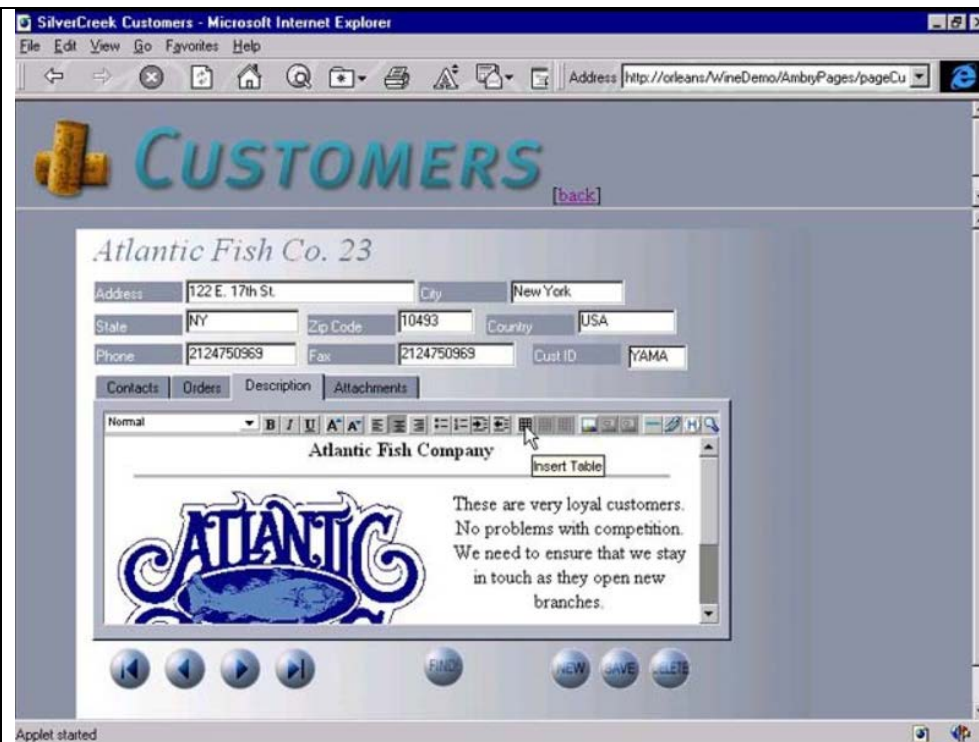 SilverCreek Customers - Microsoft Internet Explorer
File Edit View Go Favorites Help
Address http://orleans/WineDemo/AmbryPages/pageCu
CUSTOMERS
[back]
Atlantic Fish Co. 23
Address 122 E. 17th St. City New York
State NY Zip Code 10493 Country USA
Phone 2124750969 Fax 2124750969 Cust ID YAMA
Contacts Orders Description Attachments
Normal B I U A A H
Atlantic Fish Company
Insert Table
These are very loyal customers.
No problems with competition.
We need to ensure that we stay
in touch as they open new
branches.
ATLANTIC
FIND NEW SAVE DELETE
Applet started